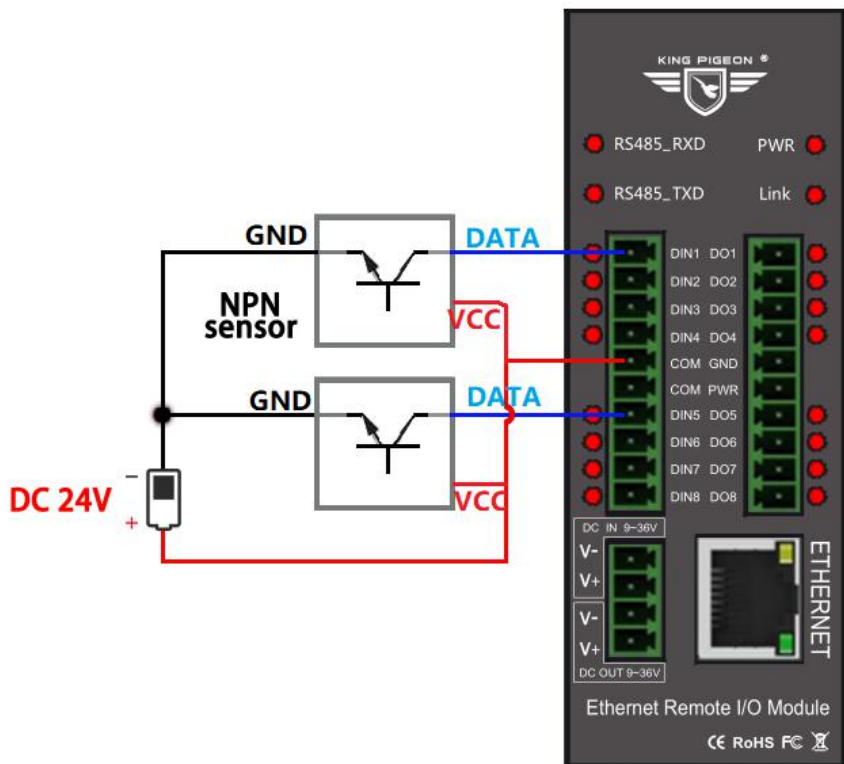 KING PIGEON ®
RS485_RXD PWR
RS485_TXD Link
GND DATA
NPN
sensor
VCC
GND DATA
VCC
DC 24V
−
+
DIN1 DO1
DIN2 DO2
DIN3 DO3
DIN4 DO4
COM GND
COM PWR
DIN5 DO5
DIN6 DO6
DIN7 DO7
DIN8 DO8
DC IN 9~36V
V-
V+
V-
V+
DC OUT 9~36V
ETHERNET
Ethernet Remote I/O Module
CE RoHS FC